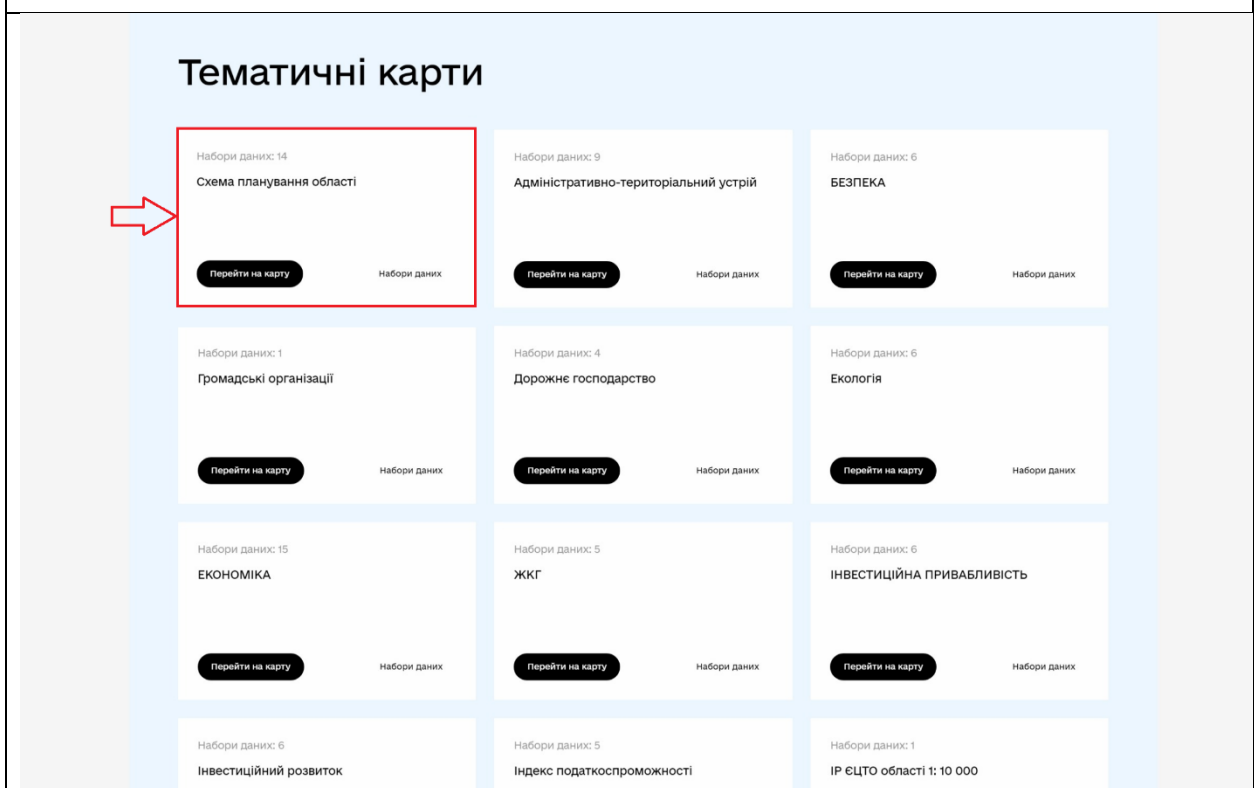 Тематичні карти
Набори даних: 14
Схема планування області
Перейти на карту
Набори даних
Набори даних: 9
Адміністративно-територіальний устрій
Перейти на карту
Набори даних
Набори даних: 6
БЕЗПЕКА
Перейти на карту
Набори даних
Набори даних: 1
Громадські організації
Перейти на карту
Набори даних
Набори даних: 4
Дорожнє господарство
Перейти на карту
Набори даних
Набори даних: 6
Екологія
Перейти на карту
Набори даних
Набори даних: 15
ЕКОНОМІКА
Перейти на карту
Набори даних
Набори даних: 5
ЖКГ
Перейти на карту
Набори даних
Набори даних: 6
ІНВЕСТИЦІЙНА ПРИВАБЛИВІСТЬ
Перейти на карту
Набори даних
Набори даних: 6
Інвестиційний розвиток
Набори даних: 5
Індекс податкоспроможності
Набори даних: 1
ІР ЄЦТО області 1: 10 000